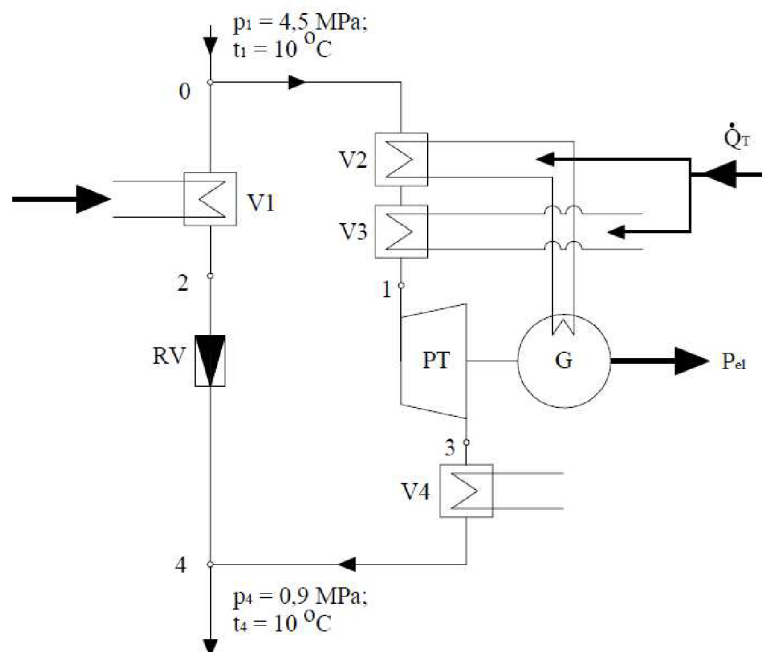 p1 = 4,5 MPa;
t1 = 10 °C
0
V2
Q̇T
V1
V3
2
1
RV
PT
G
Pel
3
V4
4
p4 = 0,9 MPa;
t4 = 10 °C